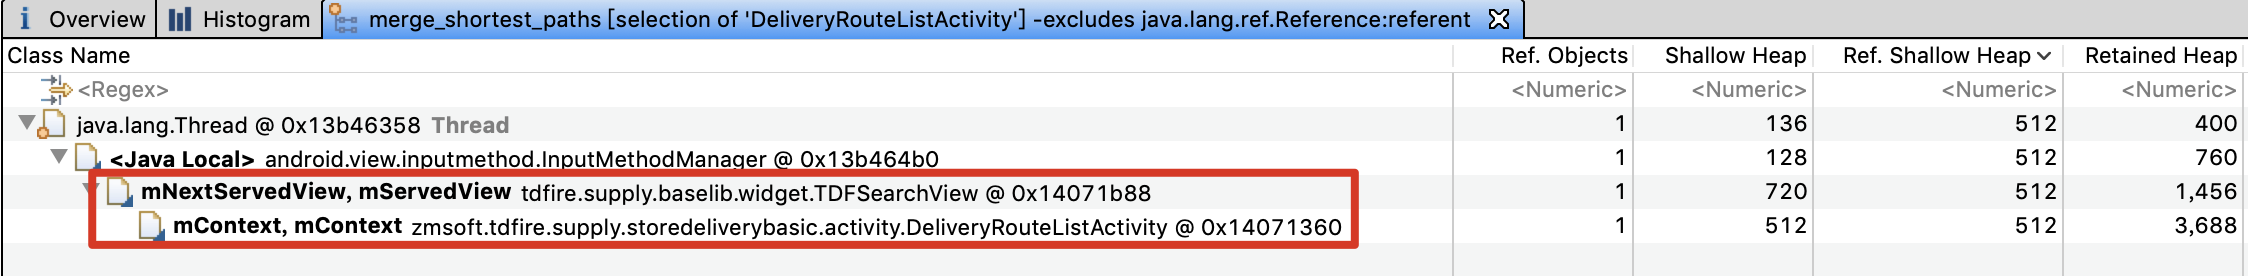 Overview Histogram merge_shortest_paths [selection of 'DeliveryRouteListActivity'] -excludes java.lang.ref.Reference:referent
Class Name Ref. Objects Shallow Heap Ref. Shallow Heap Retained Heap
<Regex> <Numeric> <Numeric> <Numeric> <Numeric>
java.lang.Thread @ 0x13b46358 Thread 1 136 512 400
<Java Local> android.view.inputmethod.InputMethodManager @ 0x13b464b0 1 128 512 760
mNextServedView, mServedView tdfire.supply.baselib.widget.TDFSearchView @ 0x14071b88 1 720 512 1,456
mContext, mContext zmsoft.tdfire.supply.storedeliverybasic.activity.DeliveryRouteListActivity @ 0x14071360 1 512 512 3,688